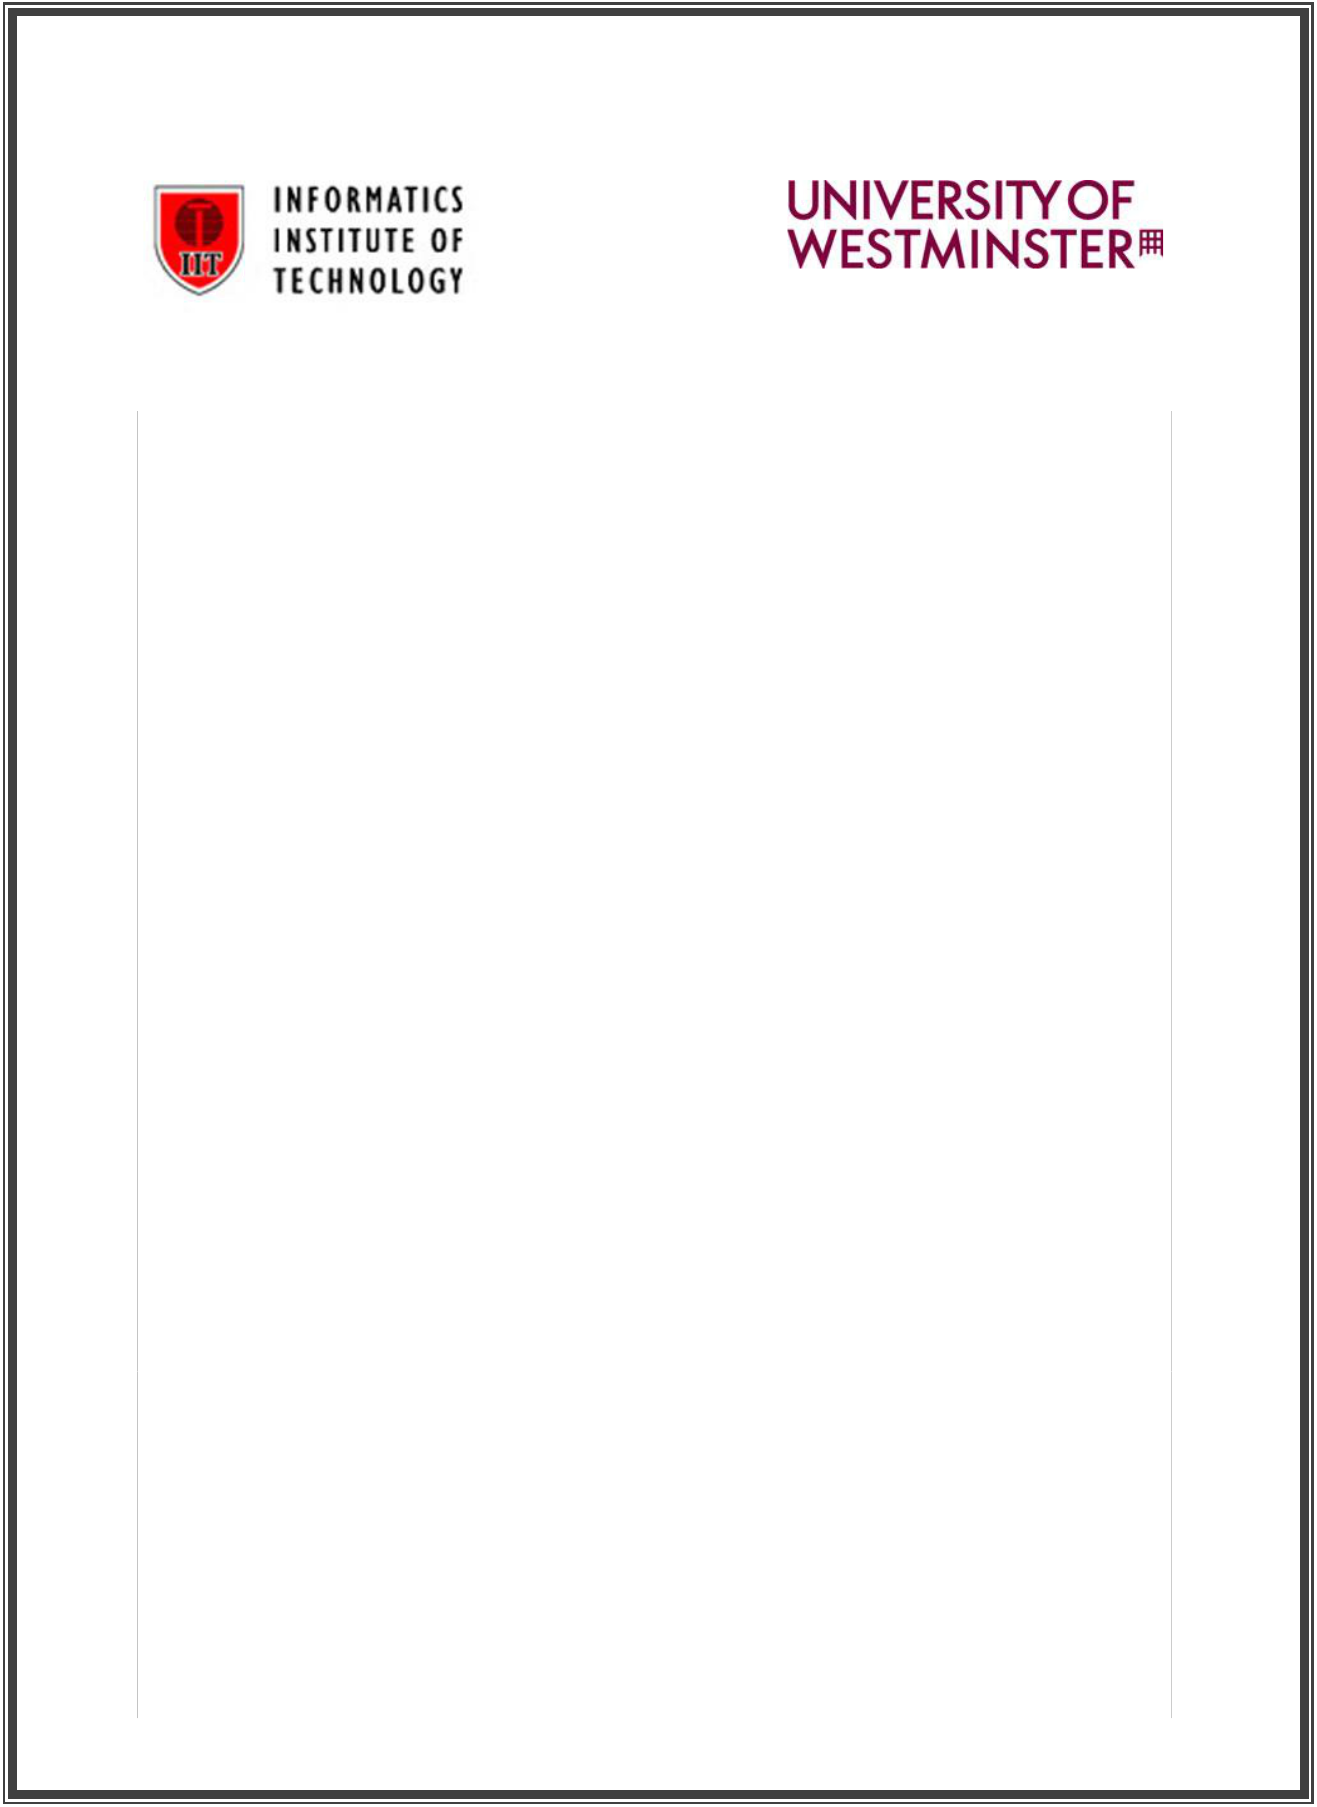 INFORMATICS
INSTITUTE OF
TECHNOLOGY
IIT
UNIVERSITY OF
WESTMINSTER